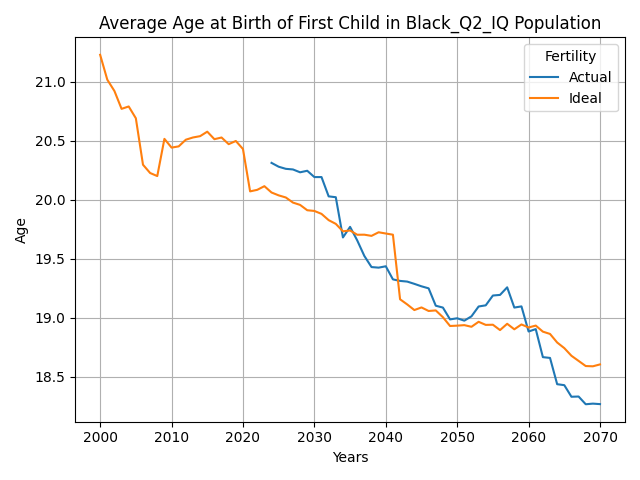 Average Age at Birth of First Child in Black_Q2_IQ Population
Fertility
Actual
Ideal
Age
21.0
20.5
20.0
19.5
19.0
18.5
2000 2010 2020 2030 2040 2050 2060 2070
Years